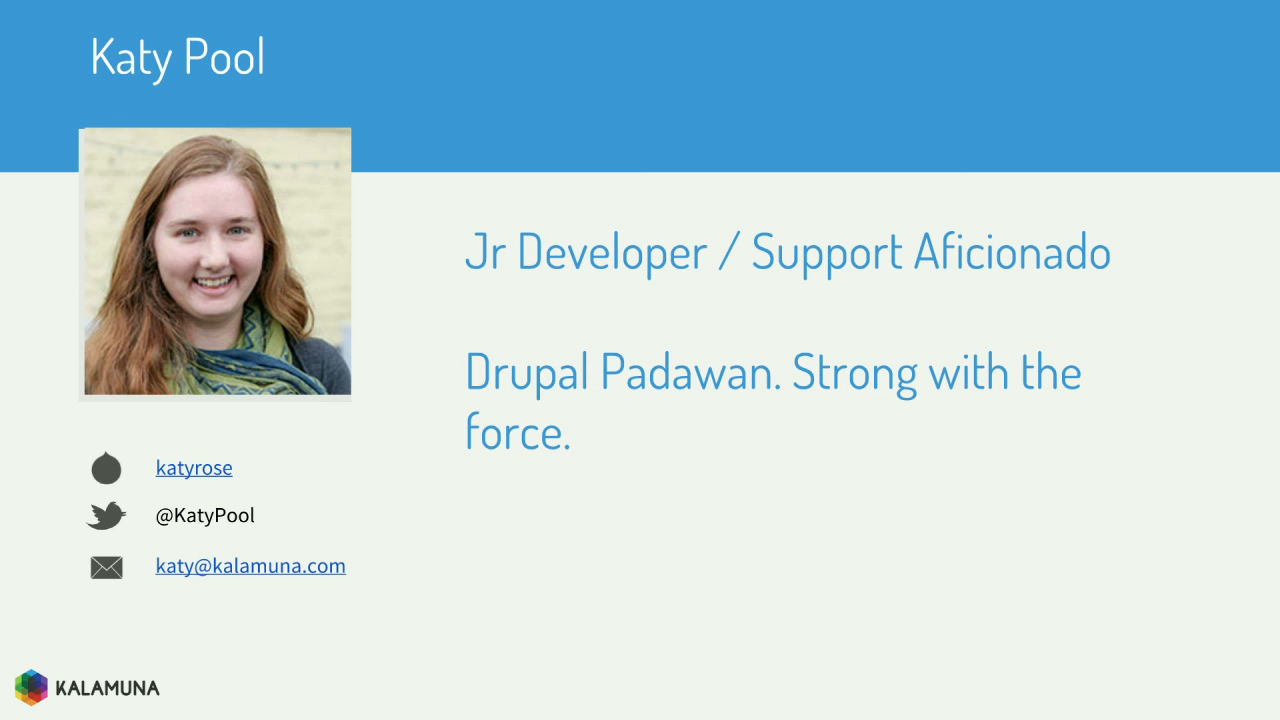 Katy Pool
Jr Developer / Support Aficionado
Drupal Padawan. Strong with the
force.
katyrose
@KatyPool
katy@kalamuna.com
KALAMUNA